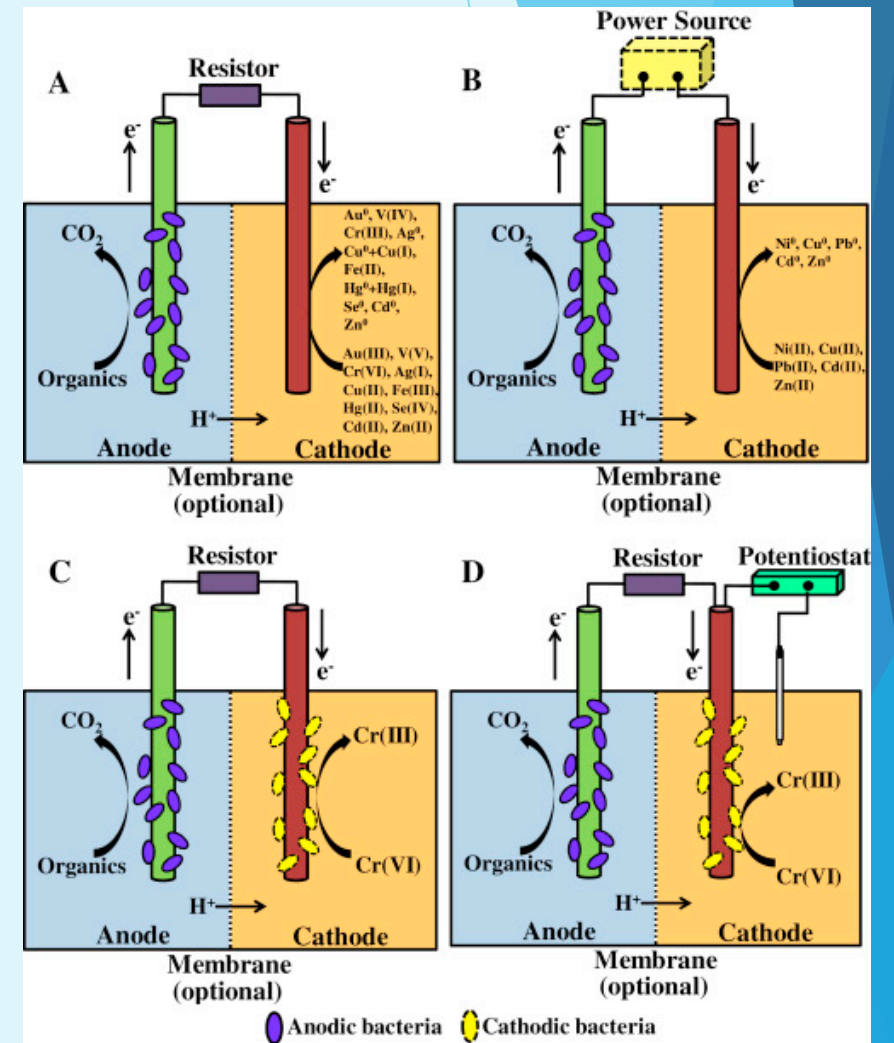 A
Resistor
e-
e-
CO2
Organics
Au⁰, V(IV),
Cr(III), Ag⁰,
Cu⁰+Cu(I),
Fe(II),
Hg⁰+Hg(I),
Se⁰, Cd⁰,
Zn⁰
Au(III), V(V),
Cr(VI), Ag(I),
Cu(II), Fe(III),
Hg(II), Se(IV),
Cd(II), Zn(II)
H⁺
Anode
Cathode
Membrane
(optional)
B
Power Source
e-
e-
CO2
Organics
Ni⁰, Cu⁰, Pb⁰,
Cd⁰, Zn⁰
Ni(II), Cu(II),
Pb(II), Cd(II),
Zn(II)
H⁺
Anode
Cathode
Membrane
(optional)
C
Resistor
e-
e-
CO2
Organics
Cr(III)
Cr(VI)
H⁺
Anode
Cathode
Membrane
(optional)
D
Resistor
Potentiostat
e-
e-
CO2
Organics
Cr(III)
Cr(VI)
H⁺
Anode
Cathode
Membrane
(optional)
Anodic bacteria
Cathodic bacteria